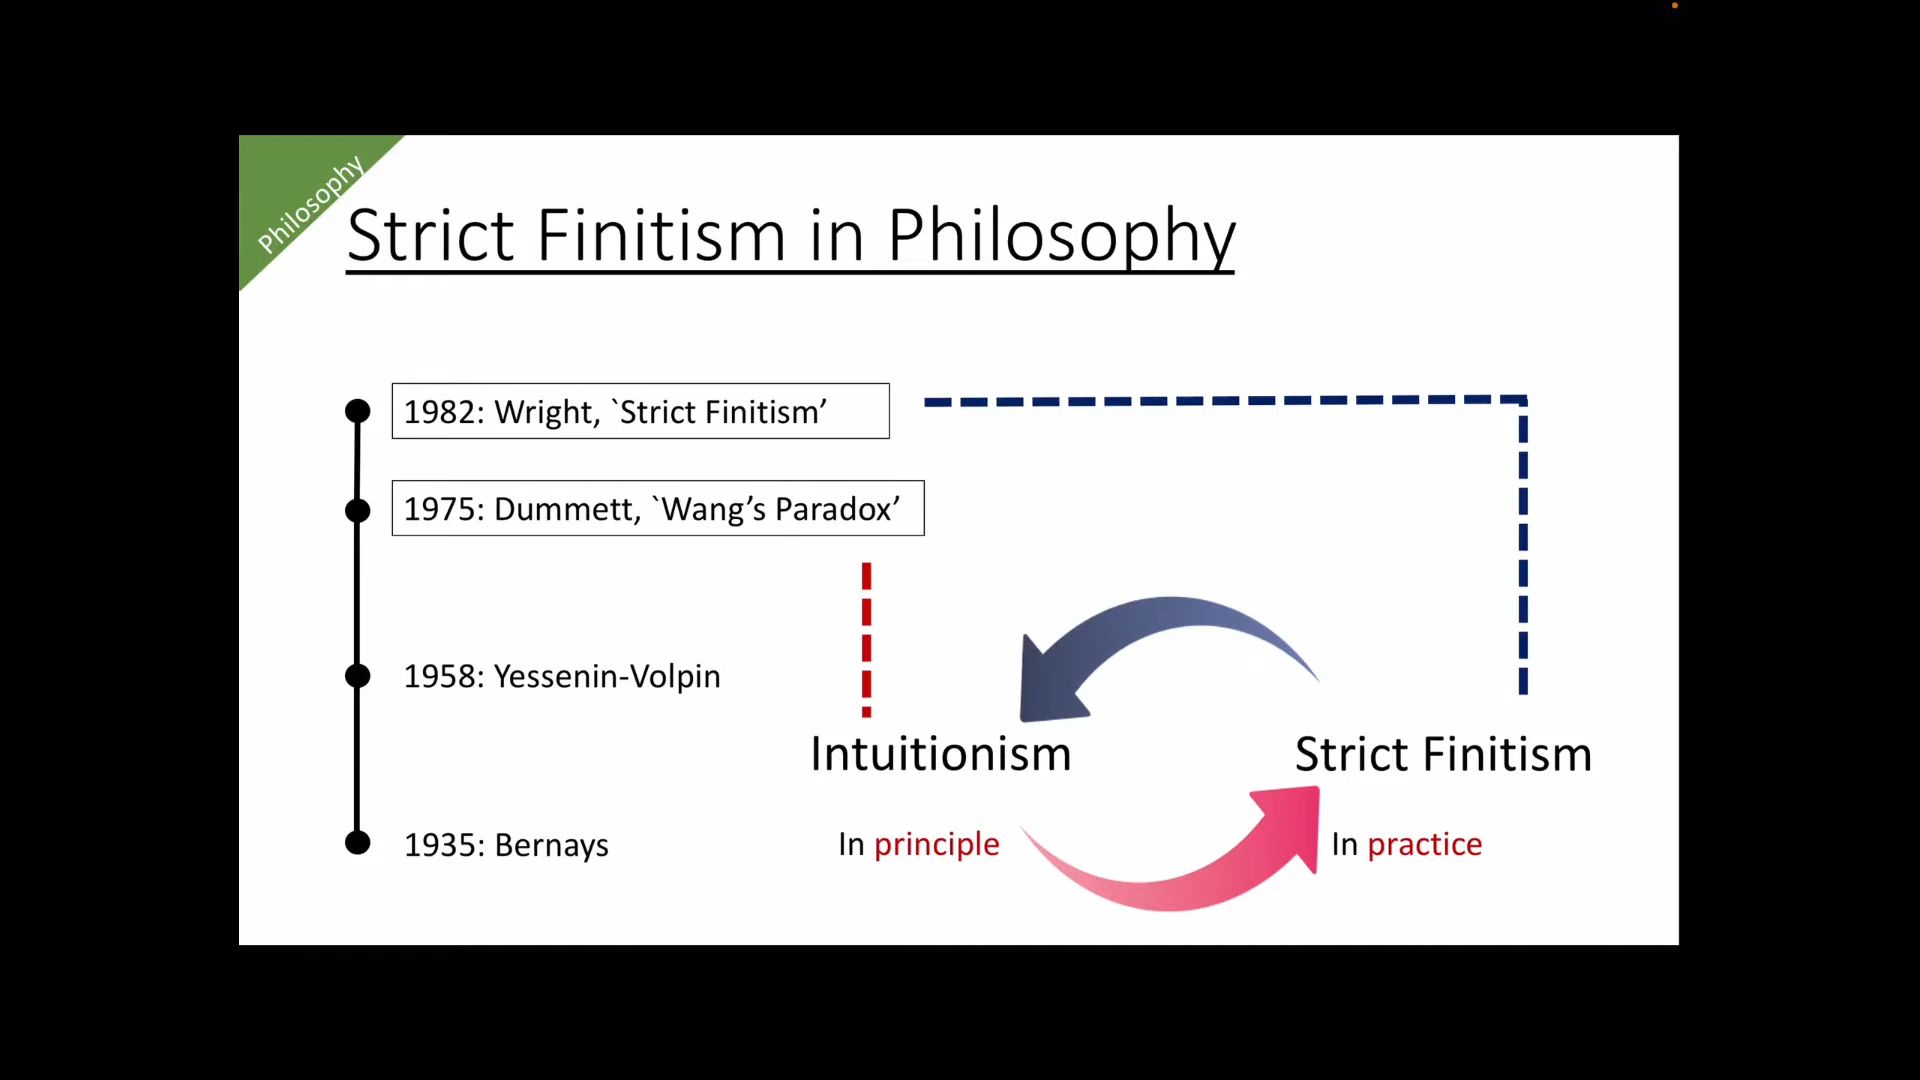 Philosophy
Strict Finitism in Philosophy
1982: Wright, `Strict Finitism’
1975: Dummett, `Wang’s Paradox’
1958: Yessenin-Volpin
Intuitionism
Strict Finitism
1935: Bernays
In principle
In practice